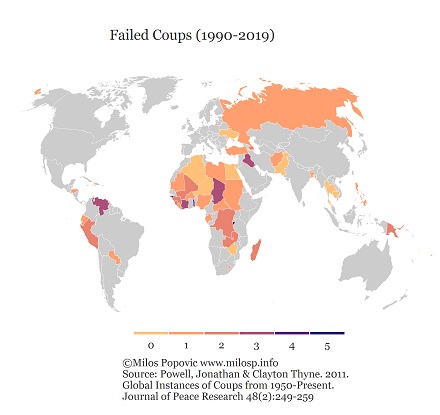 Failed Coups (1990-2019)
0 1 2 3 4 5
©Milos Popovic www.milosp.info
Source: Powell, Jonathan & Clayton Thyne. 2011.
Global Instances of Coups from 1950-Present.
Journal of Peace Research 48(2):249-259